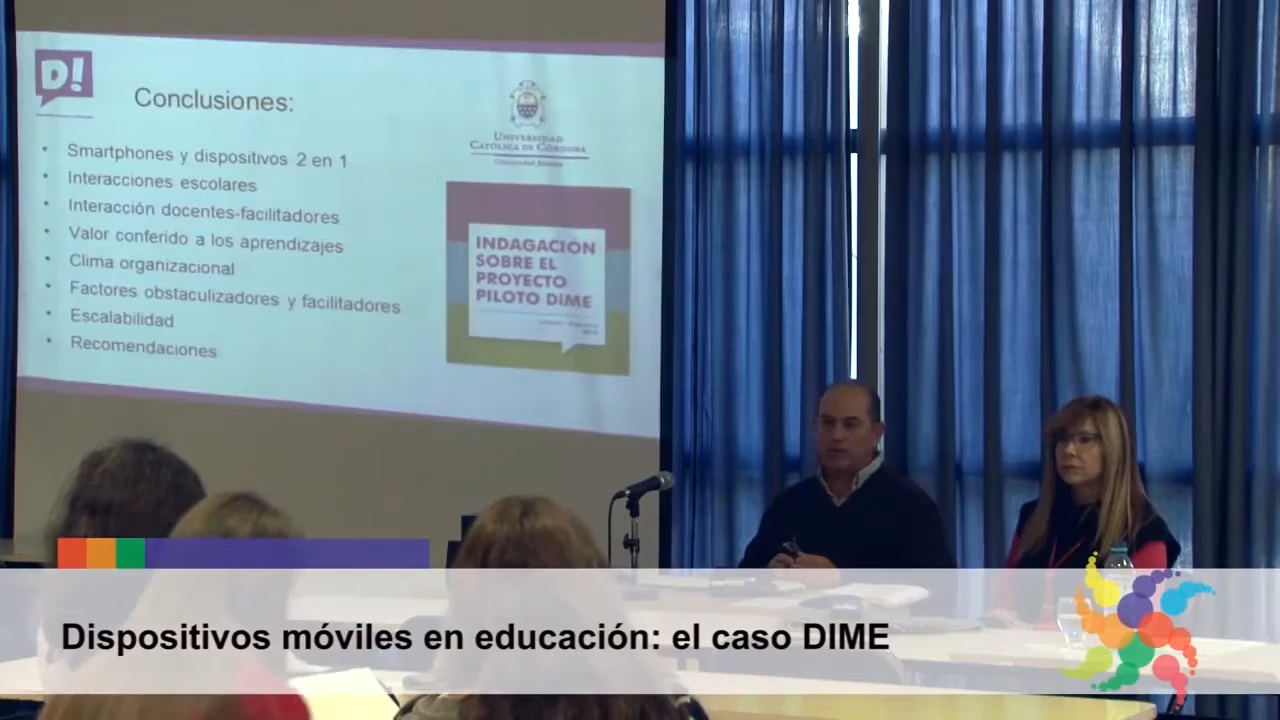 D!
Conclusiones:
• Smartphones y dispositivos 2 en 1
• Interacciones escolares
• Interacción docentes-facilitadores
• Valor conferido a los aprendizajes
• Clima organizacional
• Factores obstaculizadores y facilitadores
• Escalabilidad
• Recomendaciones
UNIVERSIDAD
CATÓLICA DE CÓRDOBA
INDAGACIÓN
SOBRE EL
PROYECTO
PILOTO DiME
Dispositivos móviles en educación: el caso DIME